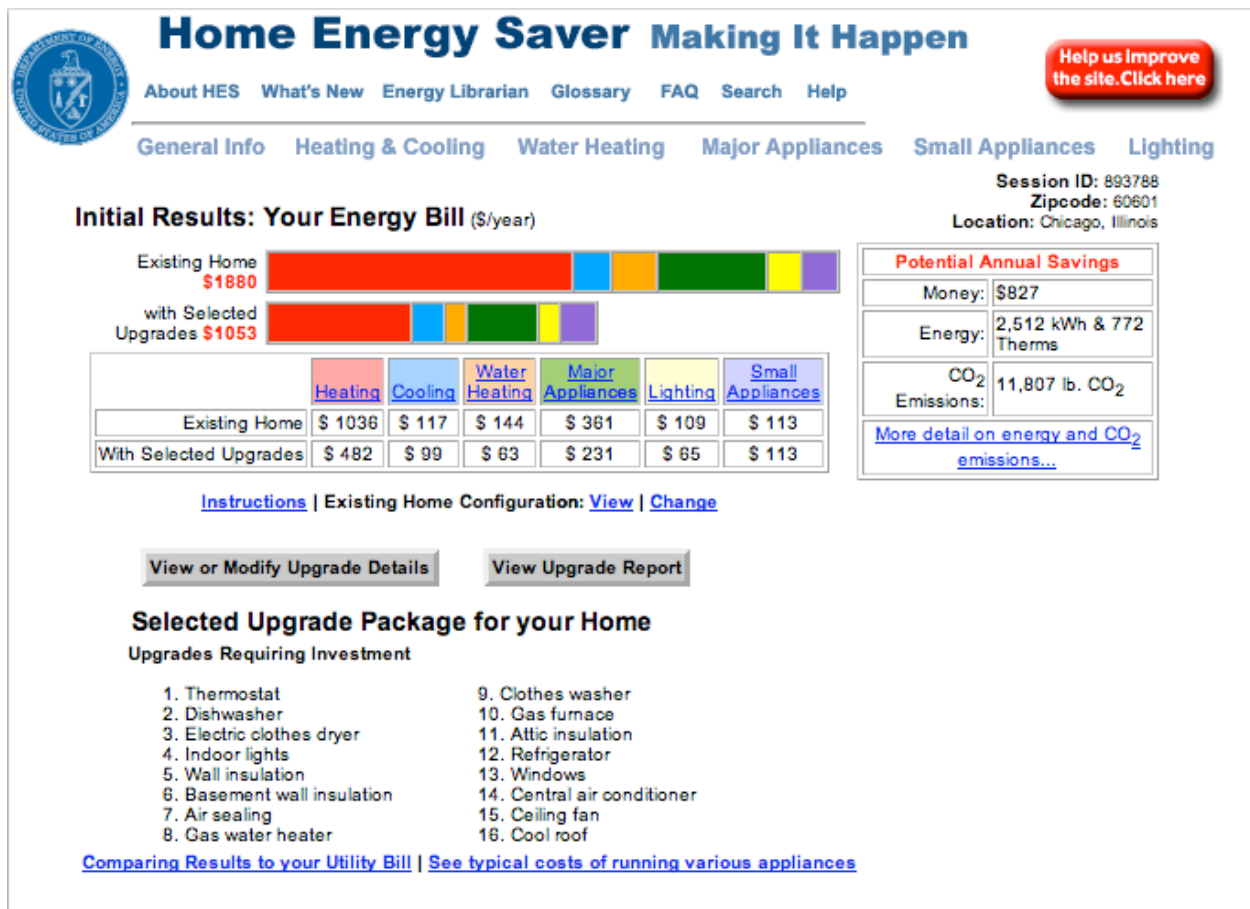 Home Energy Saver Making It Happen
Help us improve
the site.Click here
About HES What's New Energy Librarian Glossary FAQ Search Help
DEPARTMENT OF ENERGY
UNITED STATES OF AMERICA
General Info Heating & Cooling Water Heating Major Appliances Small Appliances Lighting
Session ID: 893788
Zipcode: 60601
Location: Chicago, Illinois
Initial Results: Your Energy Bill ($/year)
Existing Home
$1880
with Selected
Upgrades $1053
Potential Annual Savings
Money: $827
Energy: 2,512 kWh & 772
Therms
CO2
Emissions: 11,807 lb. CO2
More detail on energy and CO2
emissions...
Heating Cooling Water
Heating Major
Appliances Lighting Small
Appliances
Existing Home $ 1036 $ 117 $ 144 $ 361 $ 109 $ 113
With Selected Upgrades $ 482 $ 99 $ 63 $ 231 $ 65 $ 113
Instructions | Existing Home Configuration: View | Change
View or Modify Upgrade Details View Upgrade Report
Selected Upgrade Package for your Home
Upgrades Requiring Investment
1. Thermostat
2. Dishwasher
3. Electric clothes dryer
4. Indoor lights
5. Wall insulation
6. Basement wall insulation
7. Air sealing
8. Gas water heater
9. Clothes washer
10. Gas furnace
11. Attic insulation
12. Refrigerator
13. Windows
14. Central air conditioner
15. Ceiling fan
16. Cool roof
Comparing Results to your Utility Bill | See typical costs of running various appliances